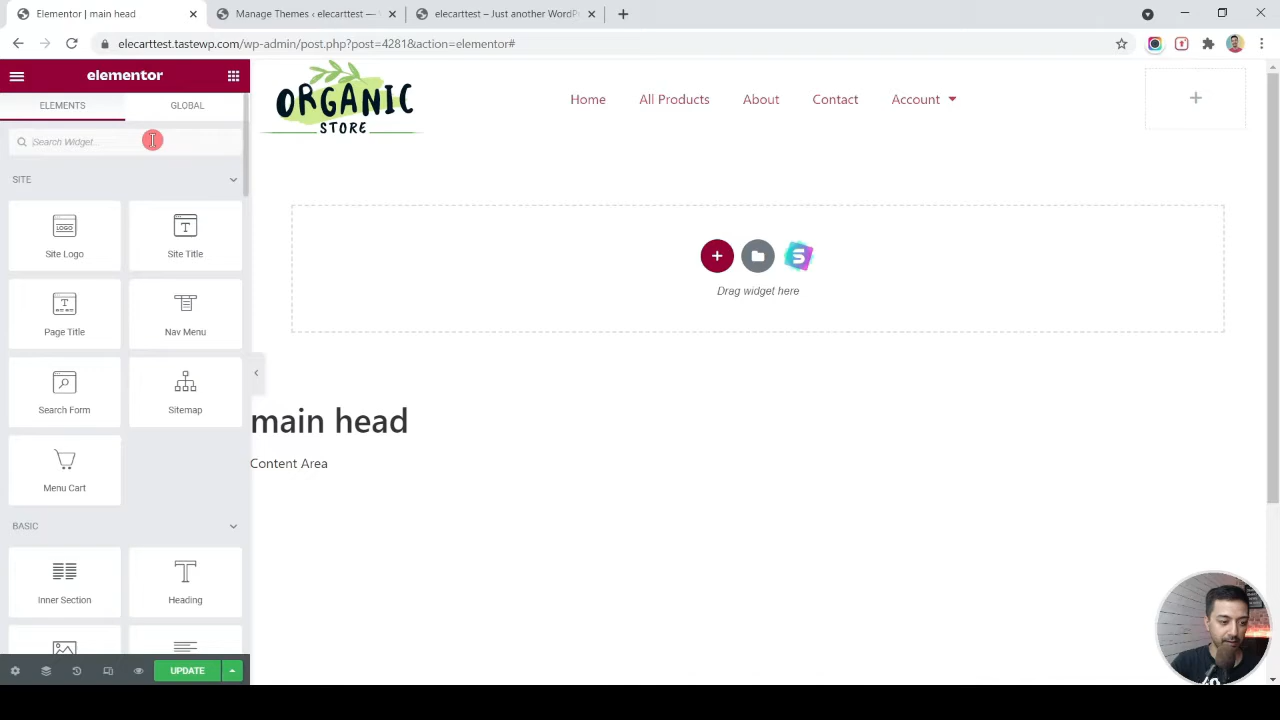 Elementor | main head
Manage Themes ‹ elecarttest — W
elecarttest – Just another WordPr
elecarttest.tastewp.com/wp-admin/post.php?post=4281&action=elementor#
elementor
ELEMENTS
GLOBAL
Search Widget...
SITE
Site Logo
Site Title
Page Title
Nav Menu
Search Form
Sitemap
Menu Cart
BASIC
Inner Section
Heading
UPDATE
ORGANIC
STORE
Home
All Products
About
Contact
Account
Drag widget here
main head
Content Area